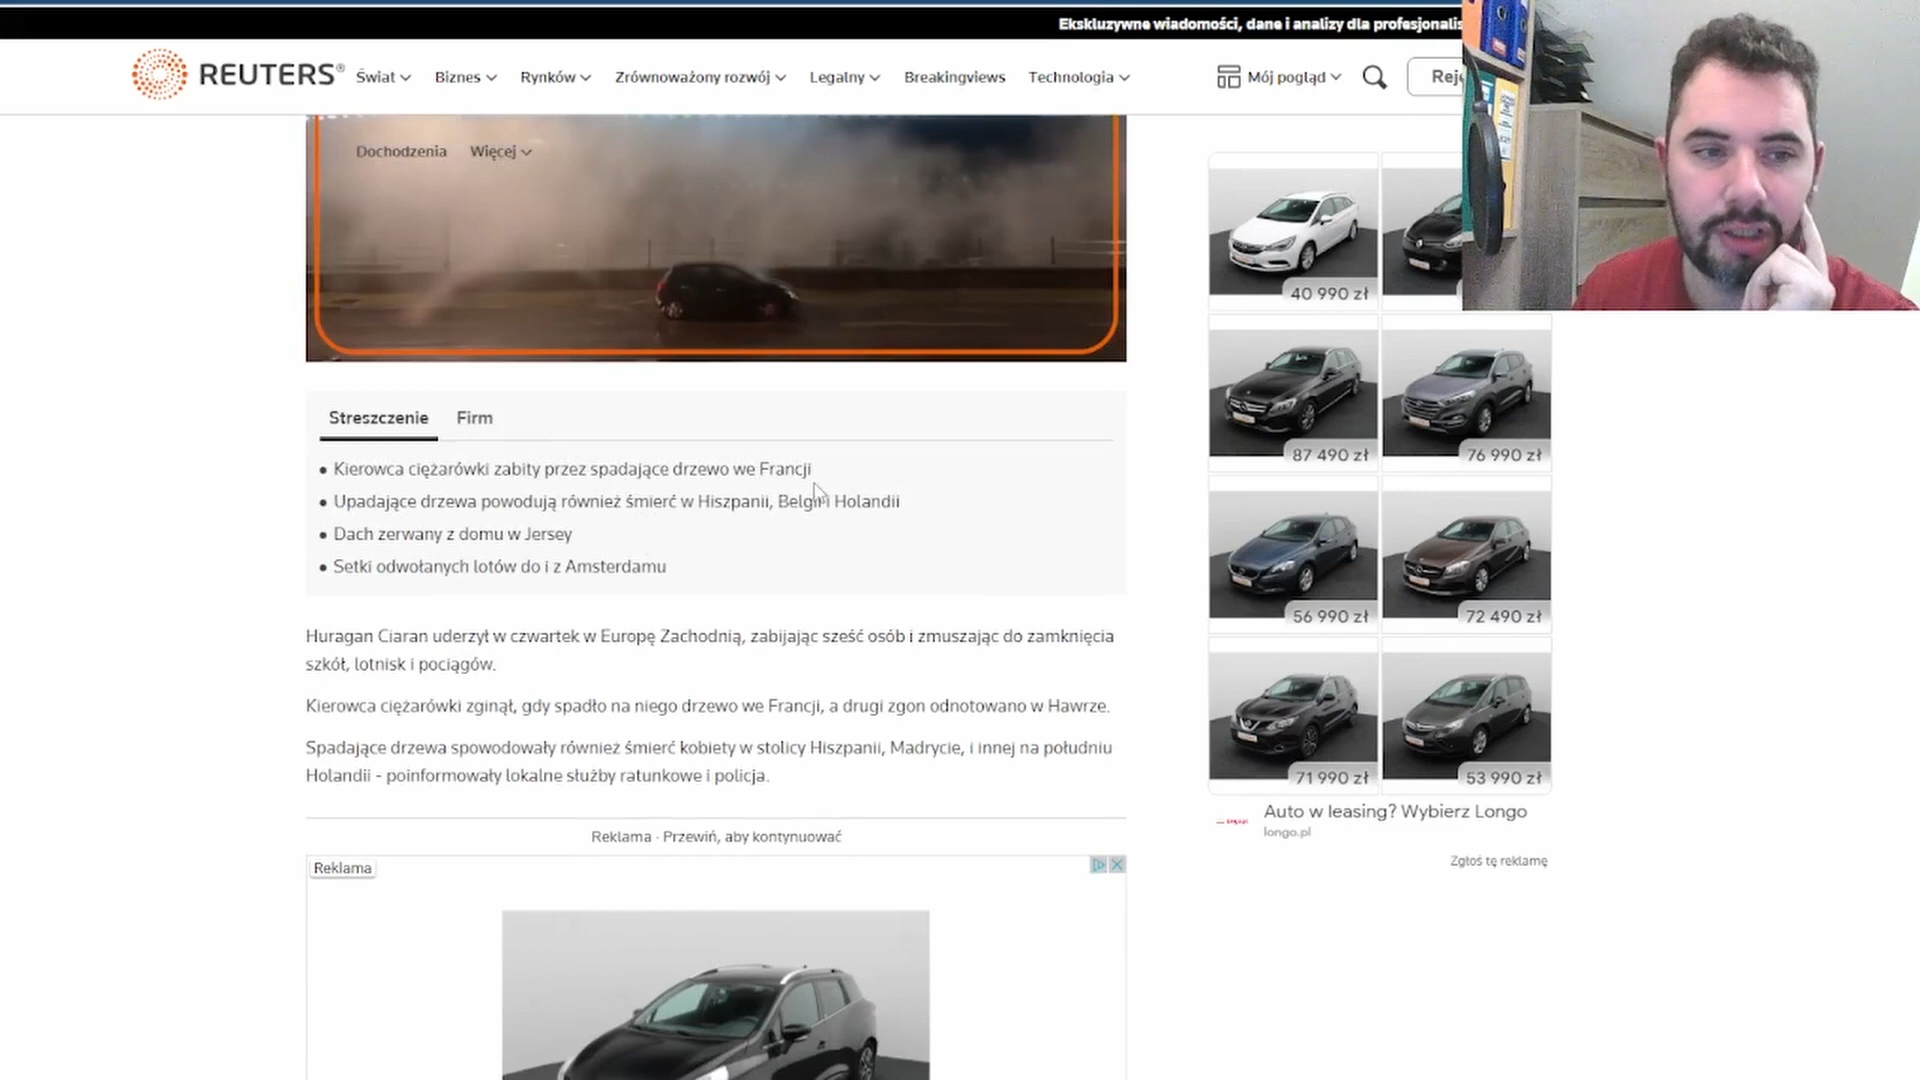 Ekskluzywne wiadomości, dane i analizy dla profesjonalis
REUTERS®
Świat
Biznes
Rynków
Zrównoważony rozwój
Legalny
Breakingviews
Technologia
Mój pogląd
Reje
Dochodzenia
Więcej
Streszczenie
Firm
Kierowca ciężarówki zabity przez spadające drzewo we Francji
Upadające drzewa powodują również śmierć w Hiszpanii, Belgii i Holandii
Dach zerwany z domu w Jersey
Setki odwołanych lotów do i z Amsterdamu
Huragan Ciaran uderzył w czwartek w Europę Zachodnią, zabijając sześć osób i zmuszając do zamknięcia
szkół, lotnisk i pociągów.
Kierowca ciężarówki zginął, gdy spadło na niego drzewo we Francji, a drugi zgon odnotowano w Hawrze.
Spadające drzewa spowodowały również śmierć kobiety w stolicy Hiszpanii, Madrycie, i innej na południu
Holandii - poinformowały lokalne służby ratunkowe i policja.
Reklama · Przewiń, aby kontynuować
Reklama
40 990 zł
87 490 zł
76 990 zł
56 990 zł
72 490 zł
71 990 zł
53 990 zł
Auto w leasing? Wybierz Longo
longo.pl
Zgłoś tę reklamę